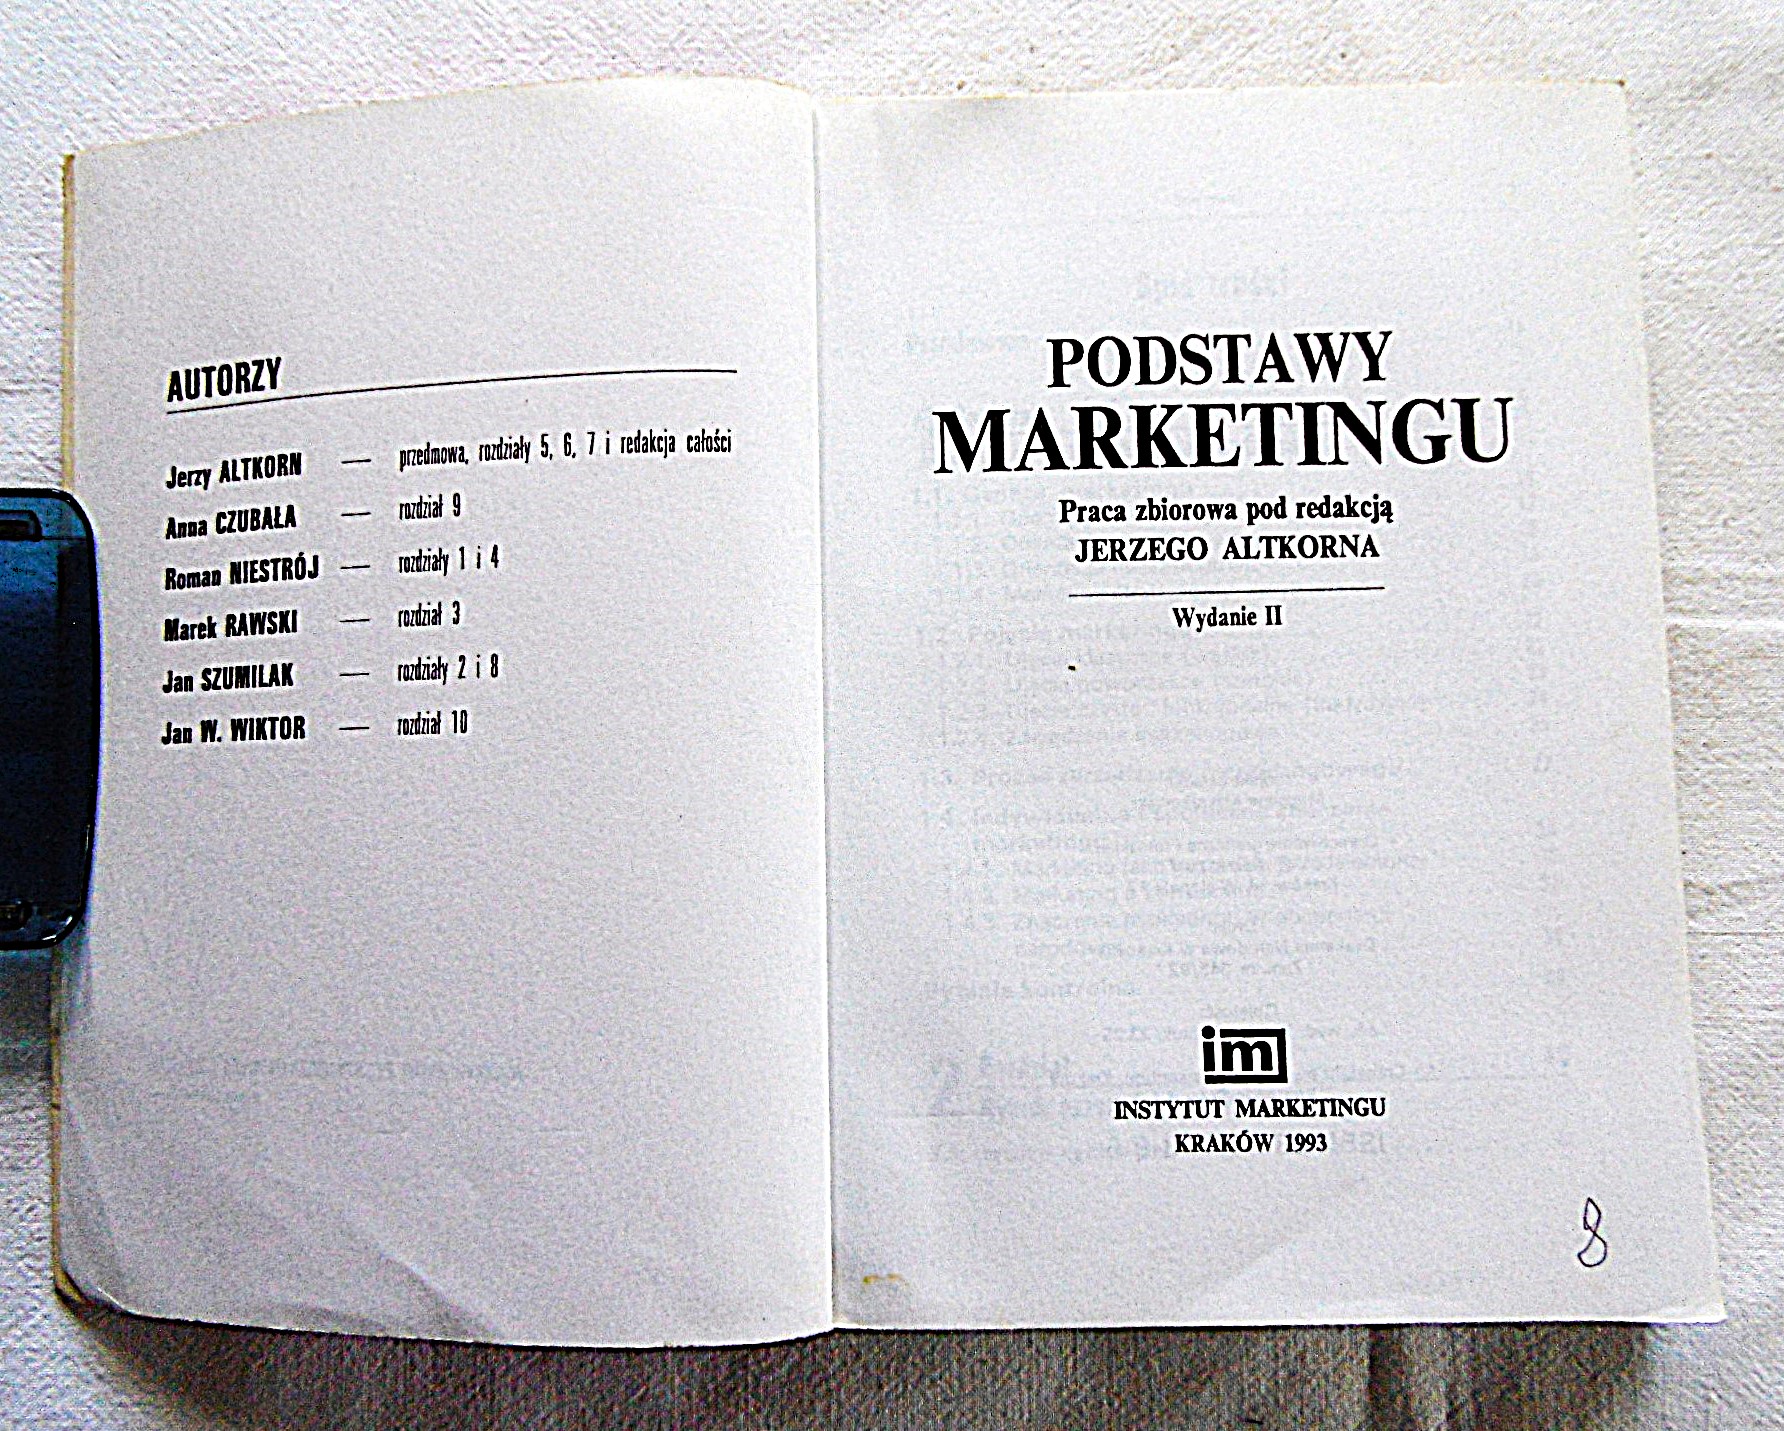 AUTORZY
Jerzy ALTKORN — przedmowa, rozdziały 5, 6, 7 i redakcja całości
Anna CZUBAŁA — rozdział 9
Roman NIESTRÓJ — rozdziały 1 i 4
Marek RAWSKI — rozdział 3
Jan SZUMILAK — rozdziały 2 i 8
Jan W. WIKTOR — rozdział 10
PODSTAWY
MARKETINGU
Praca zbiorowa pod redakcją
JERZEGO ALTKORNA
Wydanie II
im
INSTYTUT MARKETINGU
KRAKÓW 1993
8